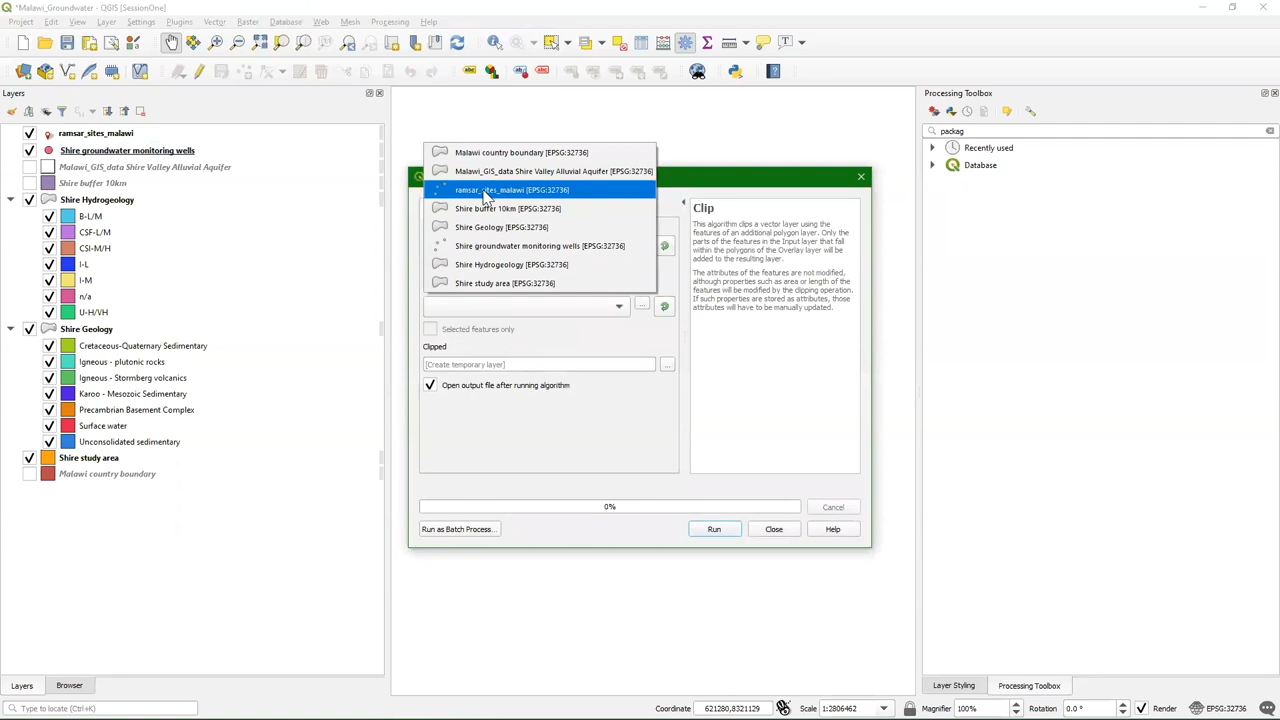 *Malawi_Groundwater - QGIS [SessionOne]
Project Edit View Layer Settings Plugins Vector Raster Database Web Mesh Processing Help
Layers
ramsar_sites_malawi
Shire groundwater monitoring wells
Malawi_GIS_data Shire Valley Alluvial Aquifer
Shire buffer 10km
Shire Hydrogeology
B-L/M
CSF-L/M
CSI-M/H
I-L
I-M
n/a
U-H/VH
Shire Geology
Cretaceous-Quaternary Sedimentary
Igneous - plutonic rocks
Igneous - Stormberg volcanics
Karoo - Mesozoic Sedimentary
Precambrian Basement Complex
Surface water
Unconsolidated sedimentary
Shire study area
Malawi country boundary
Malawi country boundary [EPSG:32736]
Malawi_GIS_data Shire Valley Alluvial Aquifer [EPSG:32736]
ramsar_sites_malawi [EPSG:32736]
Shire buffer 10km [EPSG:32736]
Shire Geology [EPSG:32736]
Shire groundwater monitoring wells [EPSG:32736]
Shire Hydrogeology [EPSG:32736]
Shire study area [EPSG:32736]
Selected features only
Clipped
[Create temporary layer]
...
...
Open output file after running algorithm
Clip
This algorithm clips a vector layer using the
features of an additional polygon layer. Only the
parts of the features in the Input layer that fall
within the polygons of the Overlay layer will be
added to the resulting layer.
The attributes of the features are not modified,
although properties such as area or length of the
features will be modified by the clipping operation.
If such properties are stored as attributes, those
attributes will have to be manually updated.
0%
Cancel
Run as Batch Process...
Run
Close
Help
Processing Toolbox
packag
Recently used
Database
Layers
Browser
Layer Styling
Processing Toolbox
Type to locate (Ctrl+K)
Coordinate 621280,8321129
Scale 1:2806462
Magnifier 100%
Rotation 0.0 °
Render
EPSG:32736